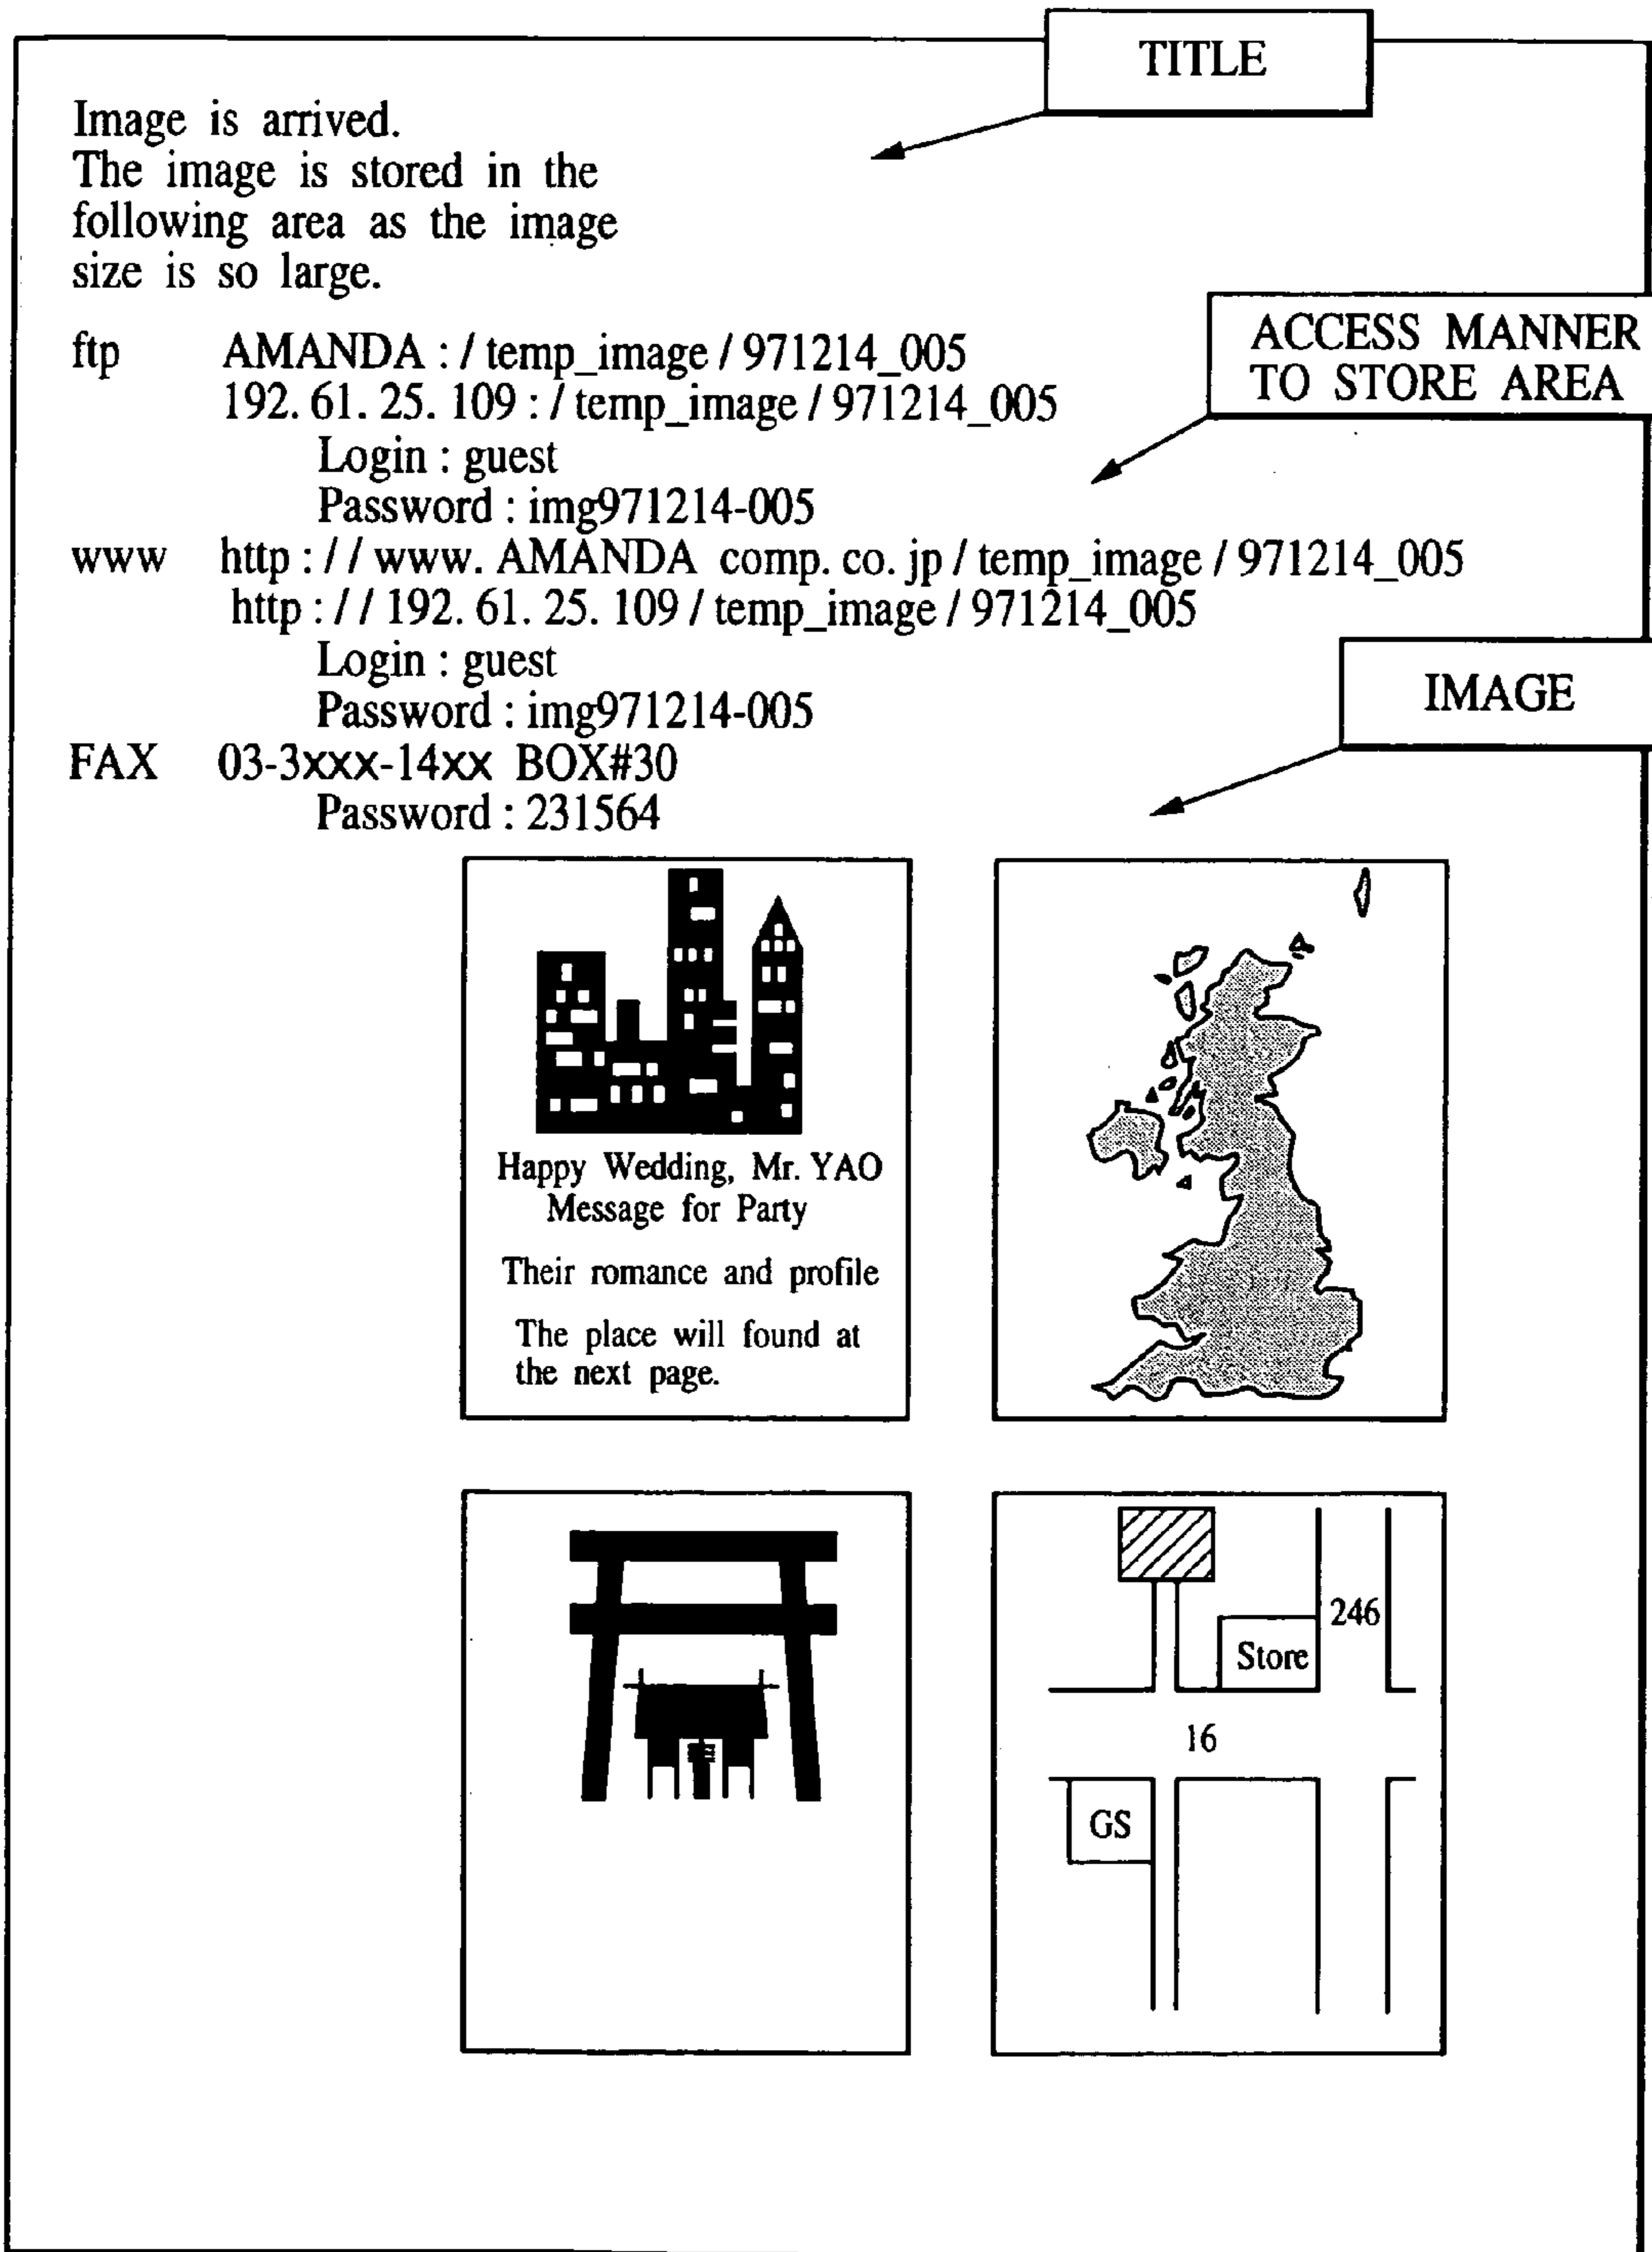 TITLE
Image is arrived.
The image is stored in the
following area as the image
size is so large.
ACCESS MANNER
TO STORE AREA
ftp AMANDA : / temp_image / 971214_005
192. 61. 25. 109 : / temp_image / 971214_005
Login : guest
Password : img971214-005
www http : / / www. AMANDA comp. co. jp / temp_image / 971214_005
http : / / 192. 61. 25. 109 / temp_image / 971214_005
Login : guest
Password : img971214-005
IMAGE
FAX 03-3xxx-14xx BOX#30
Password : 231564
Happy Wedding, Mr. YAO
Message for Party
Their romance and profile
The place will found at
the next page.
246
Store
16
GS